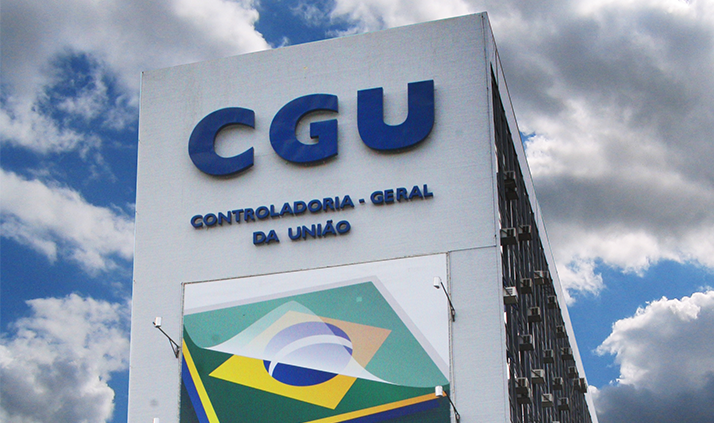 CGU
CONTROLADORIA - GERAL
DA UNIÃO